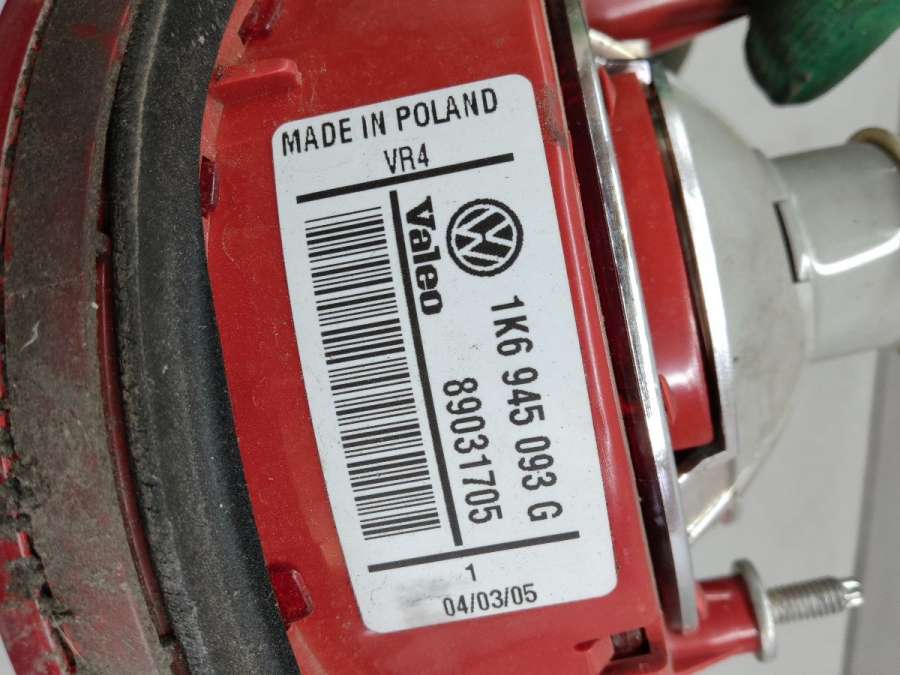 MADE IN POLAND
VR4
Valeo
1K6 945 093 G
89031705
1
04/03/05